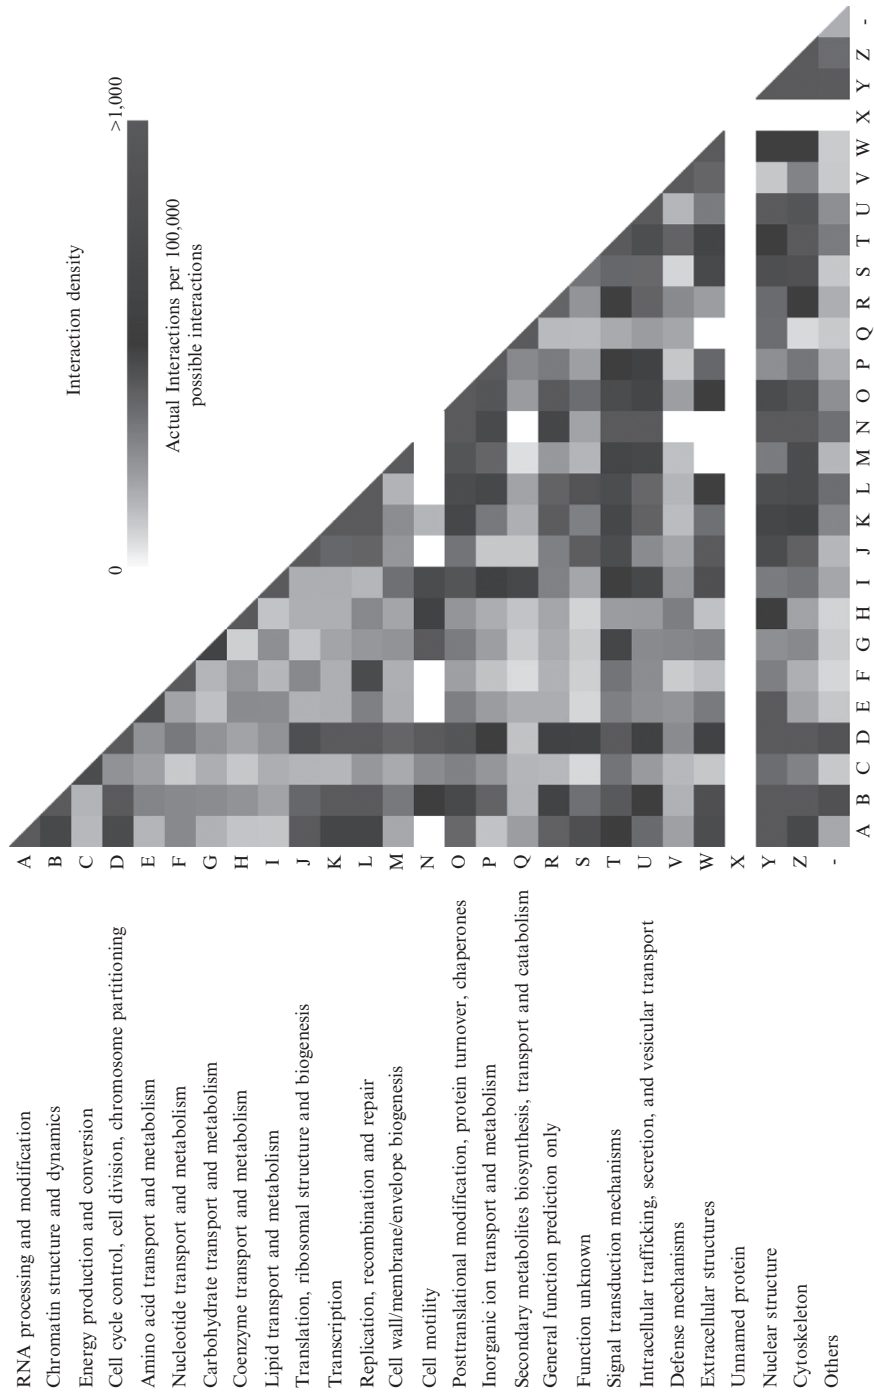 Interaction density
0
>1,000
Actual Interactions per 100,000
possible interactions
RNA processing and modification A
Chromatin structure and dynamics B
Energy production and conversion C
Cell cycle control, cell division, chromosome partitioning D
Amino acid transport and metabolism E
Nucleotide transport and metabolism F
Carbohydrate transport and metabolism G
Coenzyme transport and metabolism H
Lipid transport and metabolism I
Translation, ribosomal structure and biogenesis J
Transcription K
Replication, recombination and repair L
Cell wall/membrane/envelope biogenesis M
Cell motility N
Posttranslational modification, protein turnover, chaperones O
Inorganic ion transport and metabolism P
Secondary metabolites biosynthesis, transport and catabolism Q
General function prediction only R
Function unknown S
Signal transduction mechanisms T
Intracellular trafficking, secretion, and vesicular transport U
Defense mechanisms V
Extracellular structures W
Unnamed protein X
Nuclear structure Y
Cytoskeleton Z
Others -
A B C D E F G H I J K L M N O P Q R S T U V W X Y Z -